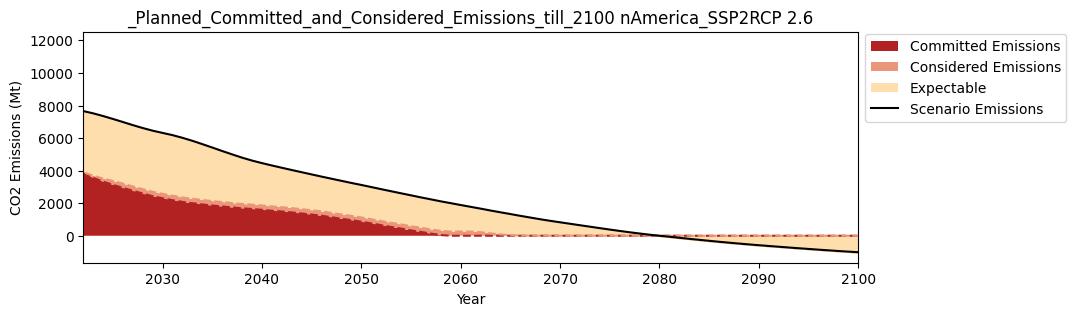 _Planned_Committed_and_Considered_Emissions_till_2100 nAmerica_SSP2RCP 2.6
12000
10000
8000
6000
4000
2000
0
CO2 Emissions (Mt)
2030 2040 2050 2060 2070 2080 2090 2100
Year
Committed Emissions
Considered Emissions
Expectable
Scenario Emissions